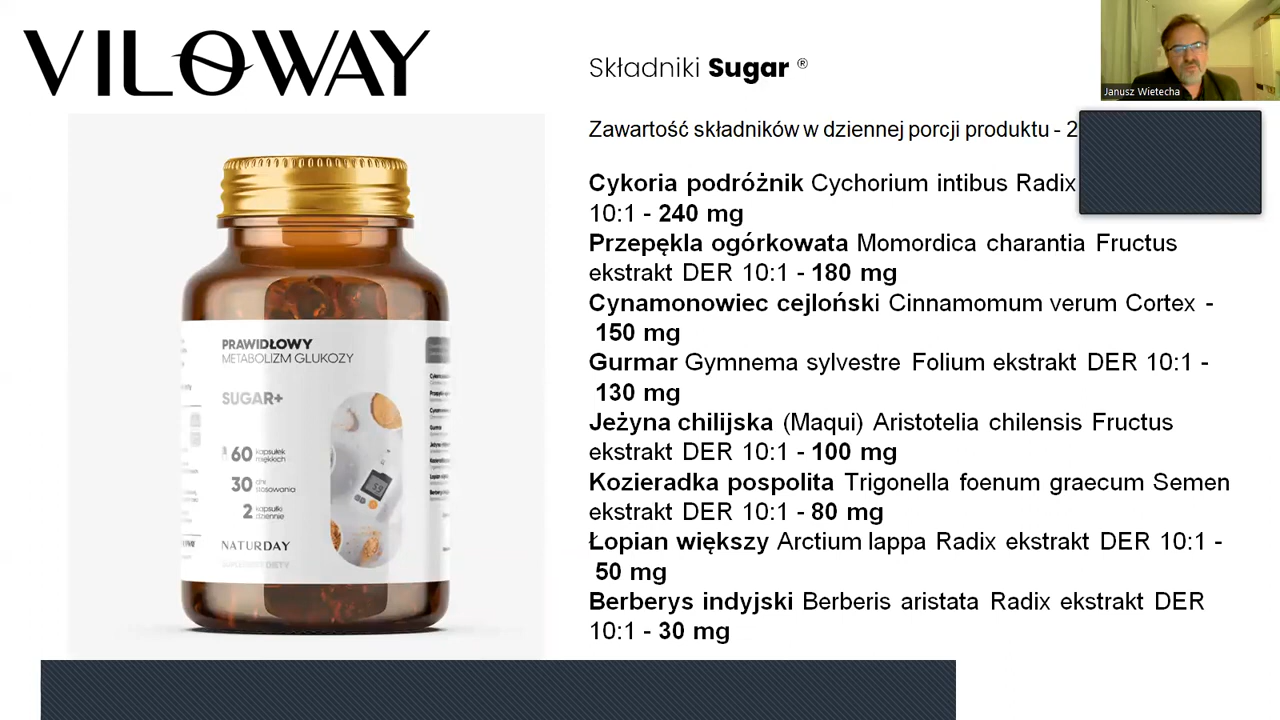 VILOWAY
Składniki Sugar ®
Janusz Wietecha
Zawartość składników w dziennej porcji produktu - 2
Cykoria podróżnik Cychorium intibus Radix
10:1 - 240 mg
Przepękla ogórkowata Momordica charantia Fructus
ekstrakt DER 10:1 - 180 mg
Cynamonowiec cejloński Cinnamomum verum Cortex -
150 mg
Gurmar Gymnema sylvestre Folium ekstrakt DER 10:1 -
130 mg
Jeżyna chilijska (Maqui) Aristotelia chilensis Fructus
ekstrakt DER 10:1 - 100 mg
Kozieradka pospolita Trigonella foenum graecum Semen
ekstrakt DER 10:1 - 80 mg
Łopian większy Arctium lappa Radix ekstrakt DER 10:1 -
50 mg
Berberys indyjski Berberis aristata Radix ekstrakt DER
10:1 - 30 mg
PRAWIDŁOWY
METABOLIZM GLUKOZY
SUGAR+
60 kapsułek
miękkich
30 dni
stosowania
2 kapsułki
dziennie
NATURDAY
SUPLEMENT DIETY